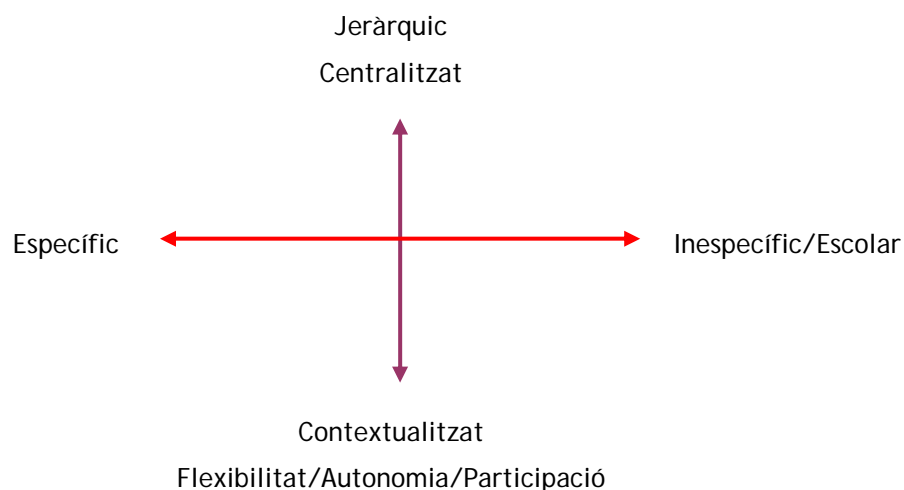 Jeràrquic
Centralitzat
Específic
Inespecífic/Escolar
Contextualitzat
Flexibilitat/Autonomia/Participació